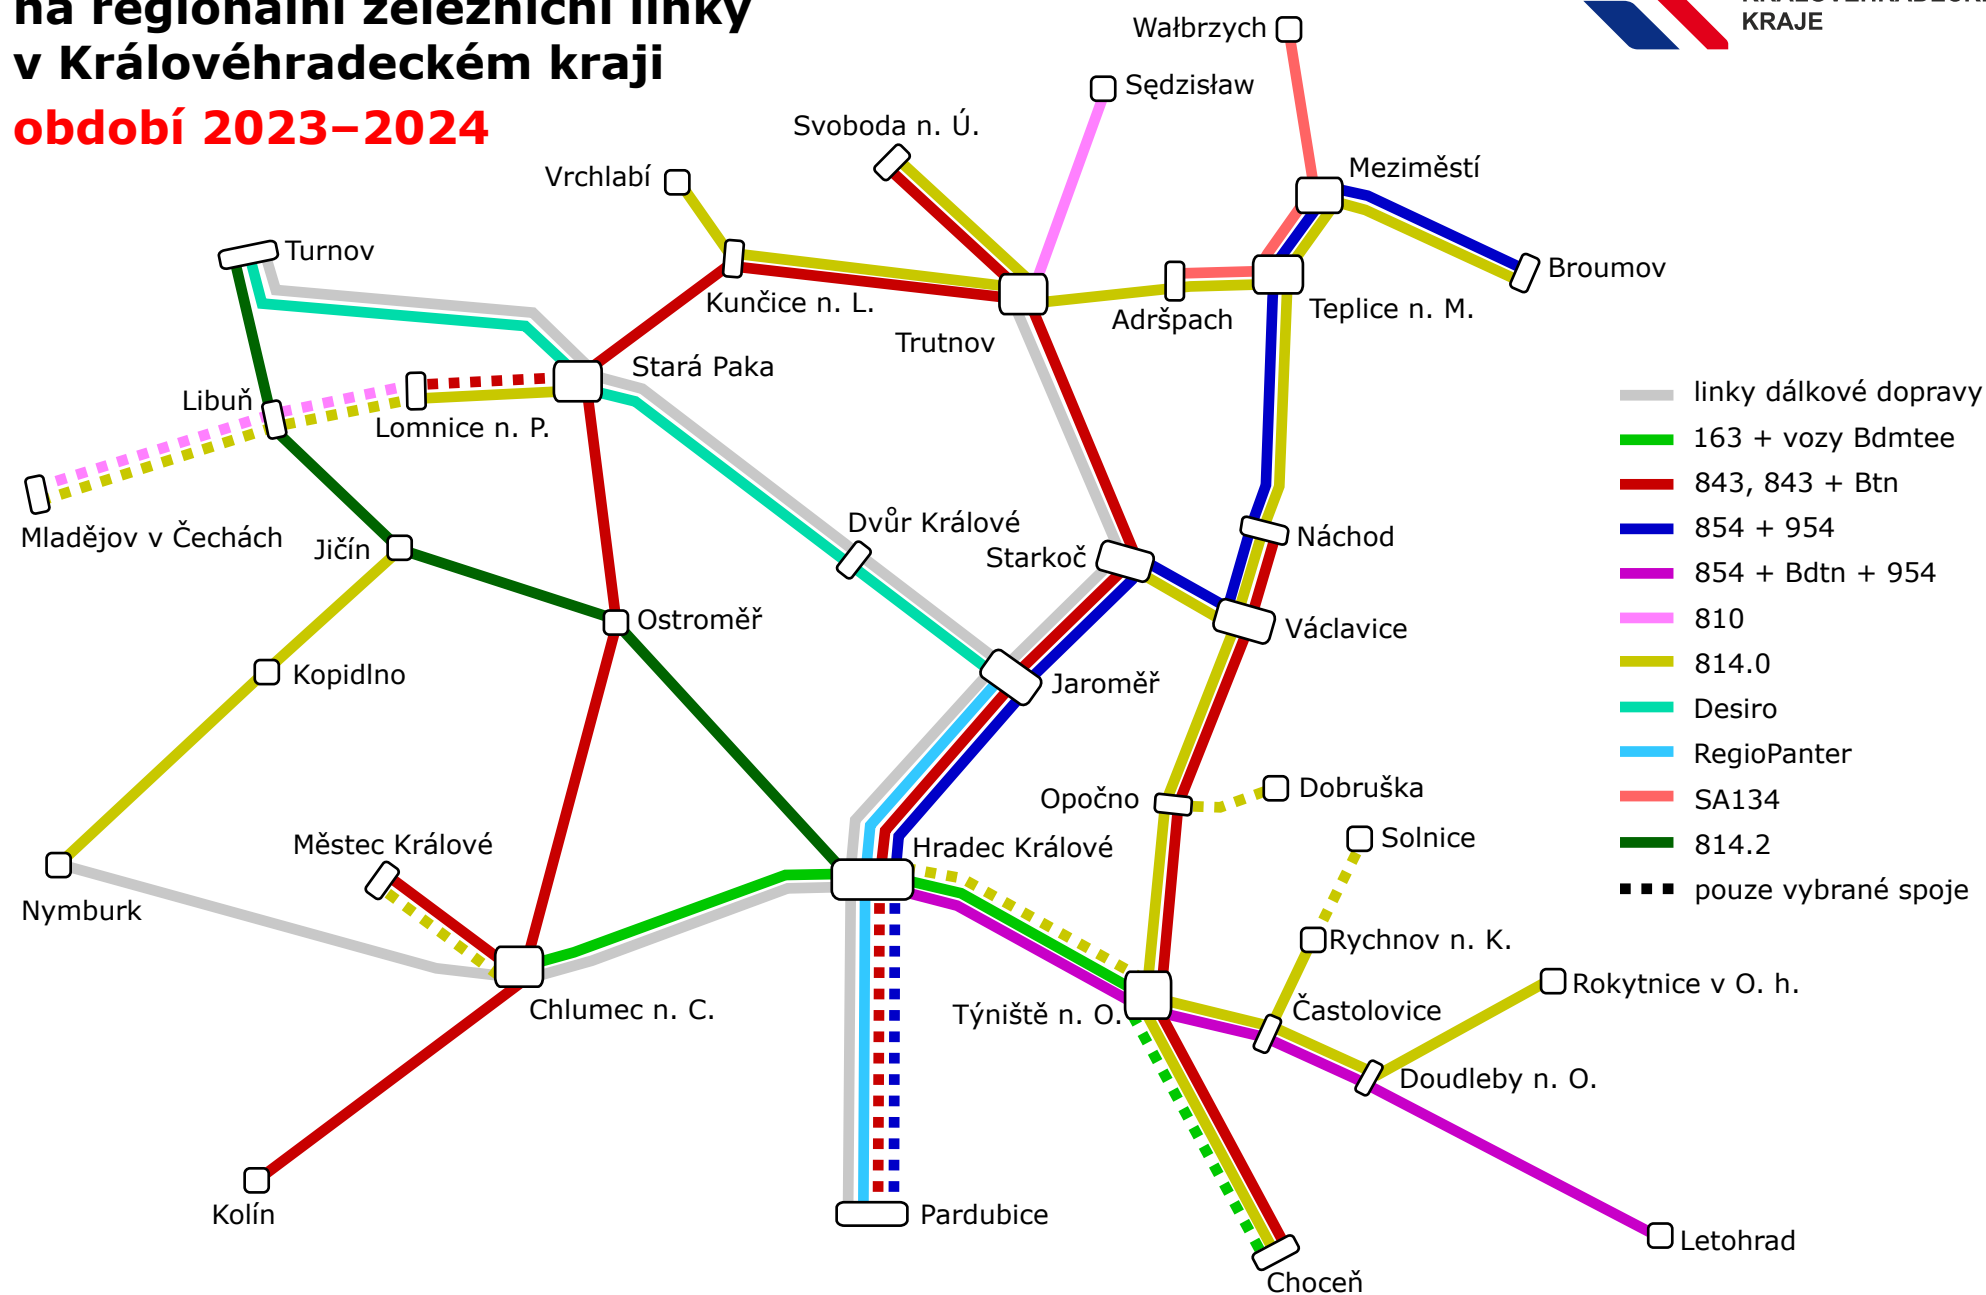 na regionální železniční linky
v Královéhradeckém kraji
období 2023–2024
KRÁLOVÉHRADECKÉHO
KRAJE
Wałbrzych
Sędzisław
Svoboda n. Ú.
Meziměstí
Vrchlabí
Turnov
Broumov
Kunčice n. L.
Teplice n. M.
Adršpach
Trutnov
Stará Paka
Libuň
Lomnice n. P.
Mladějov v Čechách
Jičín
Dvůr Králové
Starkoč
Náchod
Ostroměř
Václavice
Kopidlno
Jaroměř
Opočno
Dobruška
Městec Králové
Hradec Králové
Solnice
Nymburk
Rychnov n. K.
Rokytnice v O. h.
Chlumec n. C.
Týniště n. O.
Častolovice
Doudleby n. O.
Kolín
Pardubice
Letohrad
Choceň
linky dálkové dopravy
163 + vozy Bdmtee
843, 843 + Btn
854 + 954
854 + Bdtn + 954
810
814.0
Desiro
RegioPanter
SA134
814.2
pouze vybrané spoje